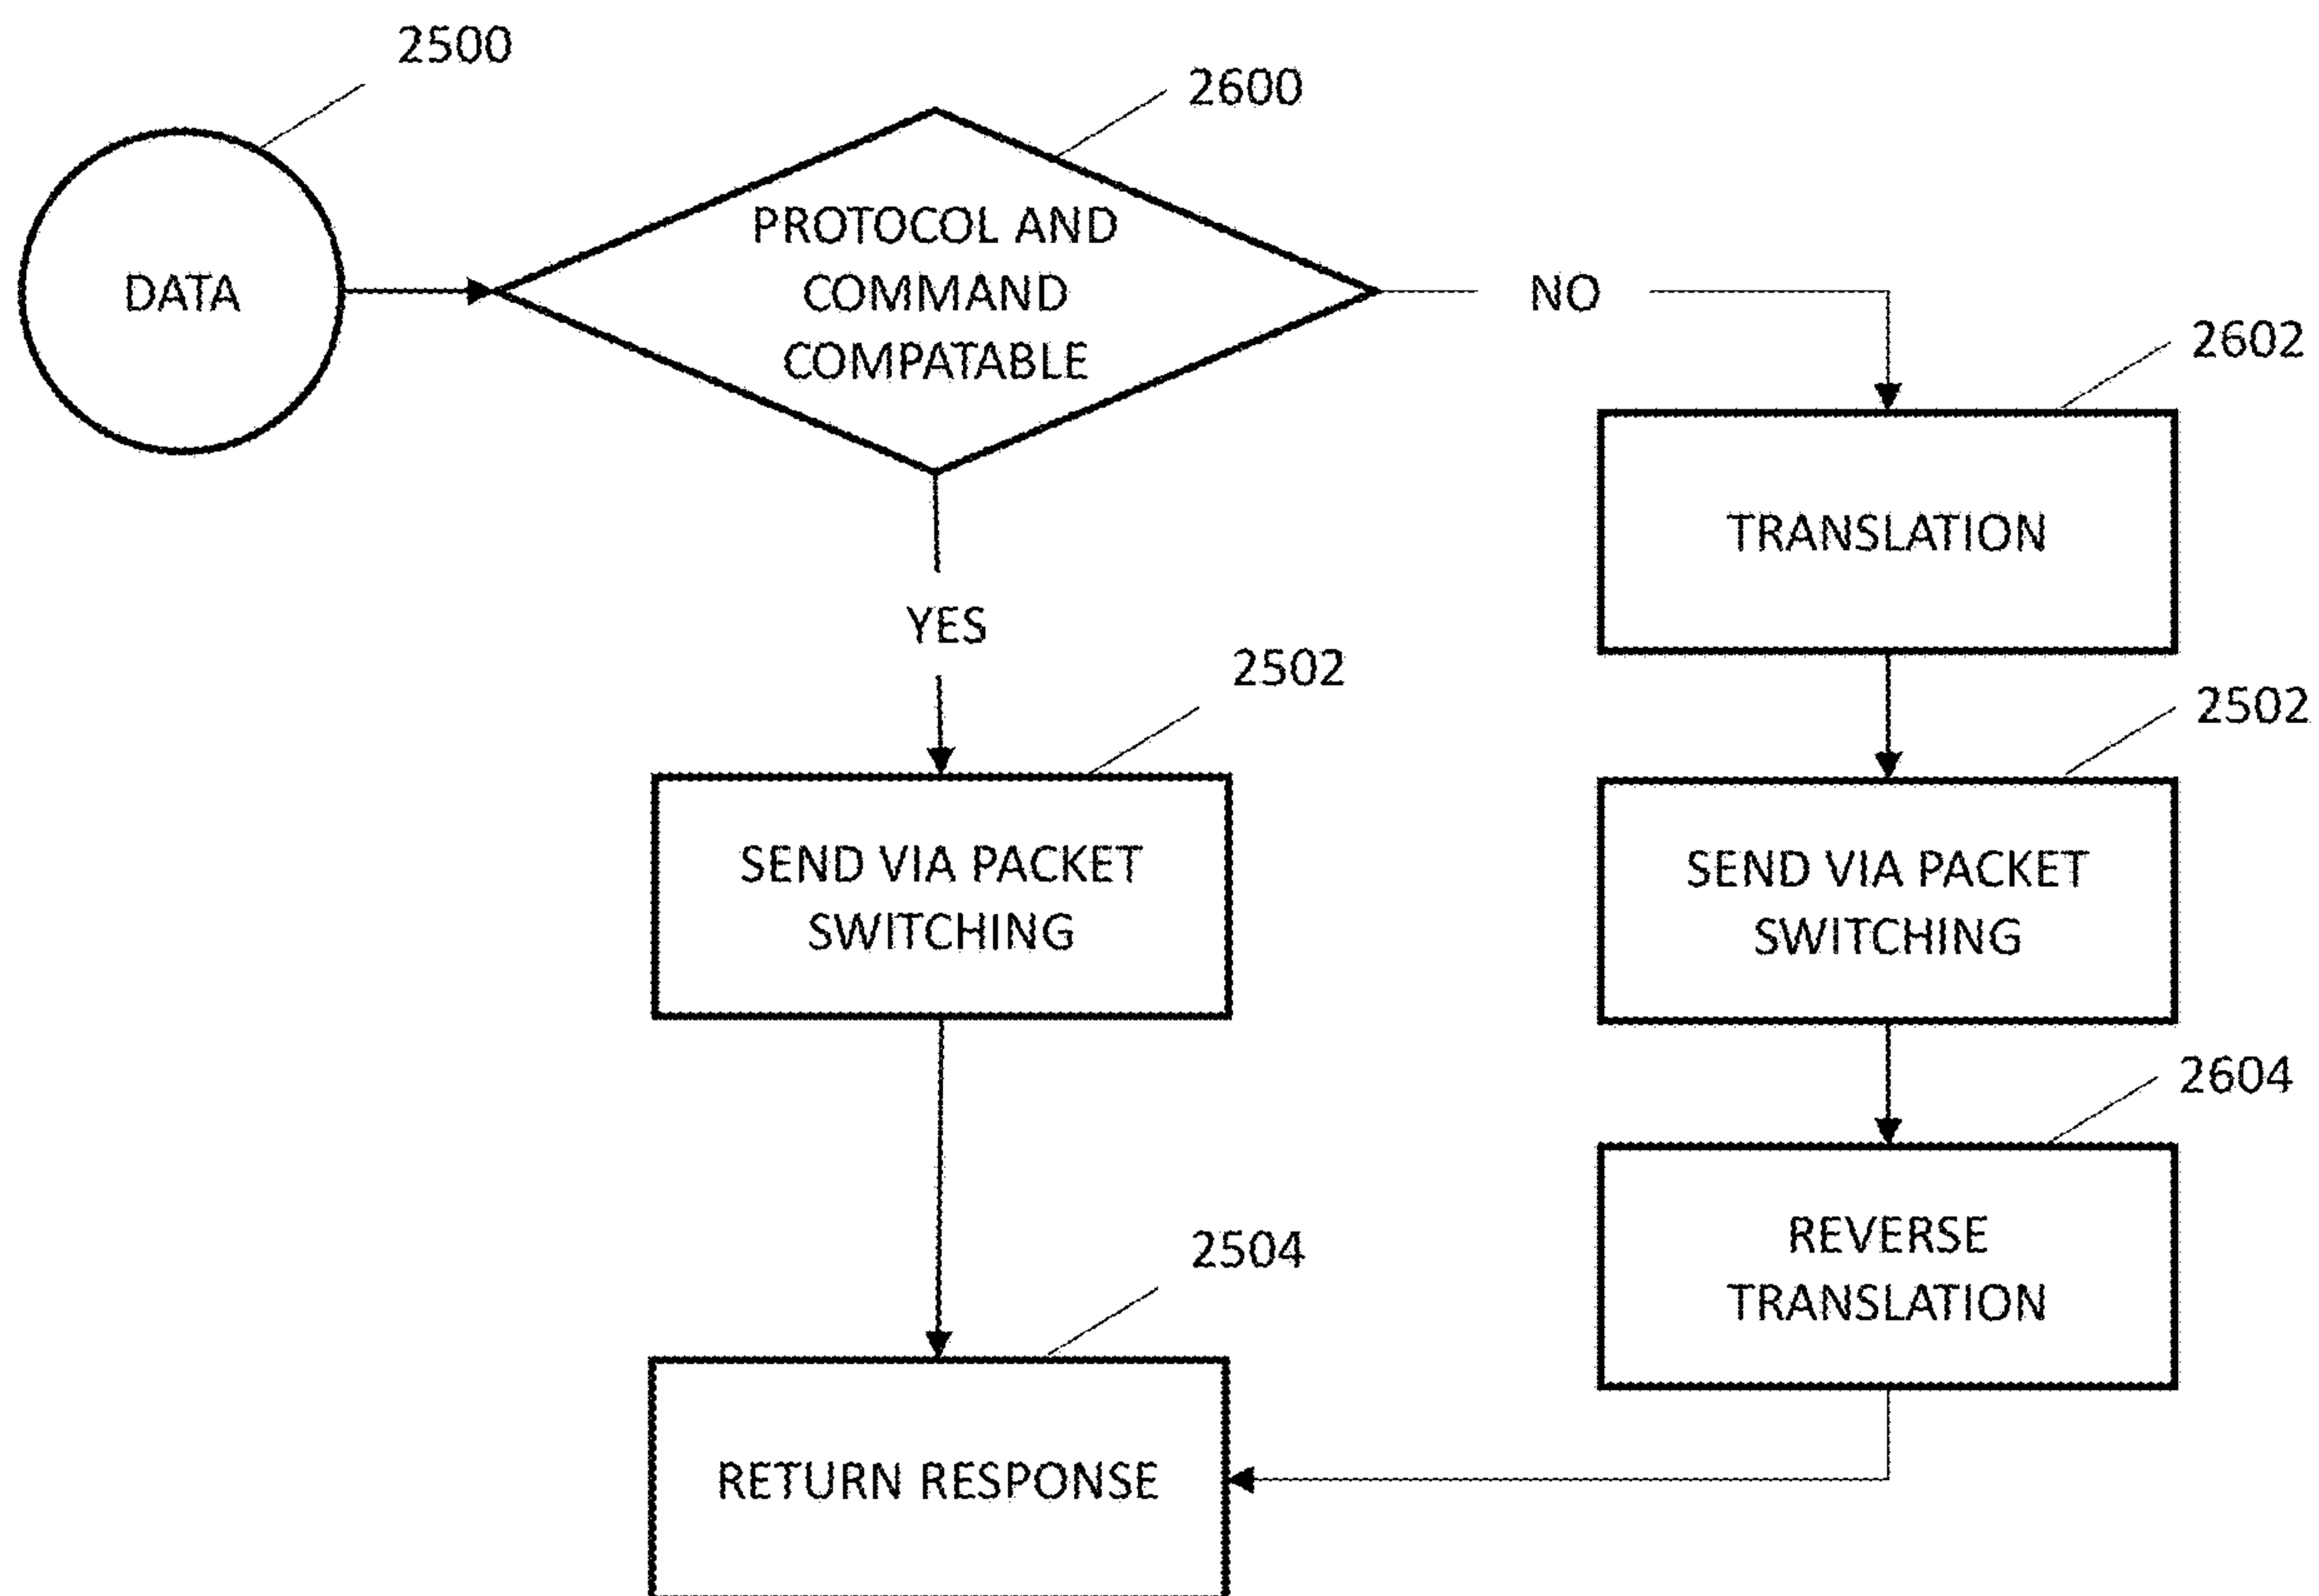 2500
2600
DATA
PROTOCOL AND
COMMAND
COMPATABLE
NO
2602
TRANSLATION
YES
2502
SEND VIA PACKET
SWITCHING
2502
SEND VIA PACKET
SWITCHING
2604
REVERSE
TRANSLATION
2504
RETURN RESPONSE